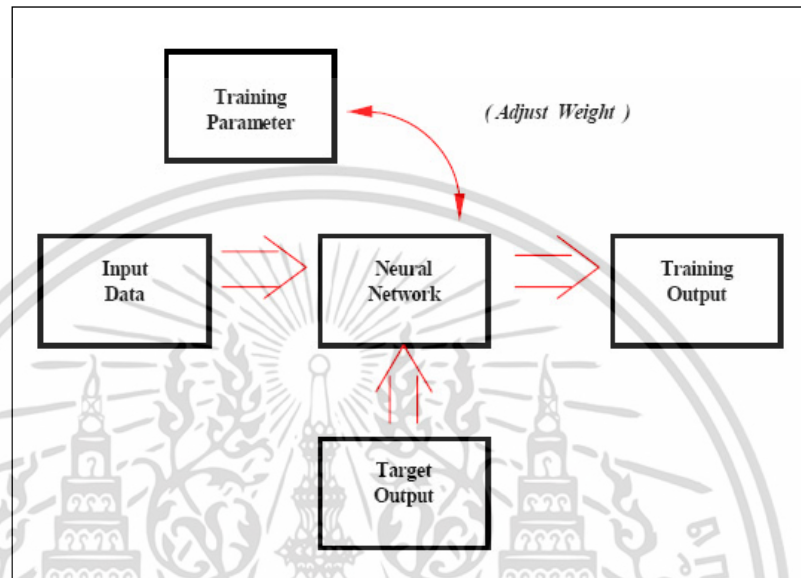 Training
Parameter
( Adjust Weight )
Input
Data
Neural
Network
Training
Output
Target
Output